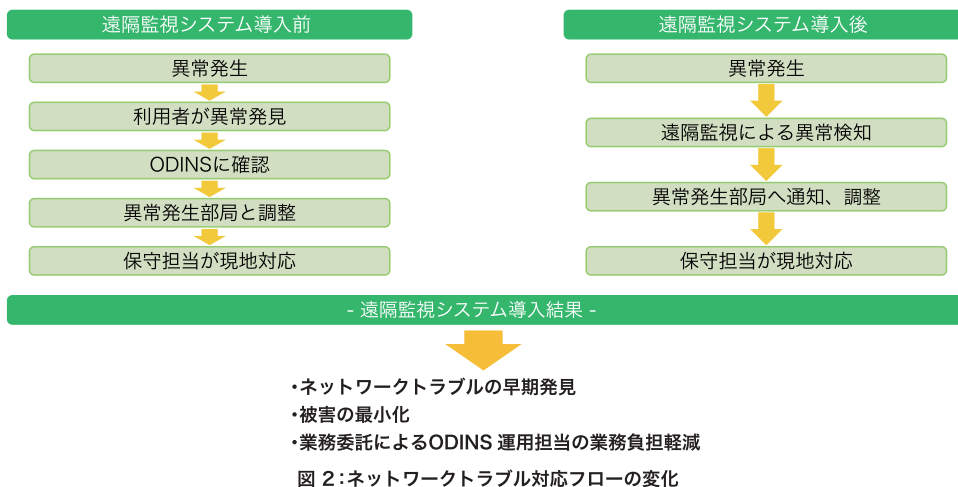 遠隔監視システム導入前
異常発生
利用者が異常発見
ODINSに確認
異常発生部局と調整
保守担当が現地対応
遠隔監視システム導入後
異常発生
遠隔監視による異常検知
異常発生部局へ通知、調整
保守担当が現地対応
- 遠隔監視システム導入結果 -
・ネットワークトラブルの早期発見
・被害の最小化
・業務委託によるODINS 運用担当の業務負担軽減
図 2：ネットワークトラブル対応フローの変化